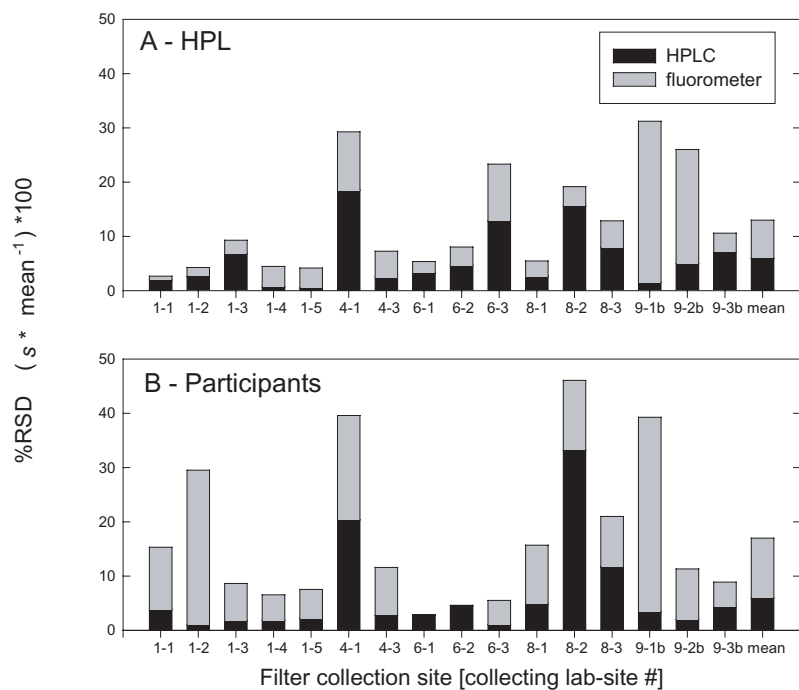 %RSD (s * mean⁻¹) *100
A - HPL
HPLC
fluorometer
50
40
30
20
10
0
1-1 1-2 1-3 1-4 1-5 4-1 4-3 6-1 6-2 6-3 8-1 8-2 8-3 9-1b 9-2b 9-3b mean
B - Participants
50
40
30
20
10
0
1-1 1-2 1-3 1-4 1-5 4-1 4-3 6-1 6-2 6-3 8-1 8-2 8-3 9-1b 9-2b 9-3b mean
Filter collection site [collecting lab-site #]